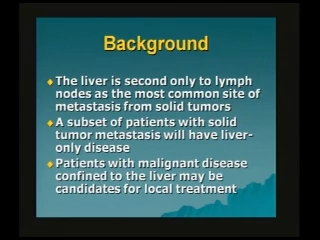 Background
The liver is second only to lymph
nodes as the most common site of
metastasis from solid tumors
A subset of patients with solid
tumor metastasis will have liver-
only disease
Patients with malignant disease
confined to the liver may be
candidates for local treatment